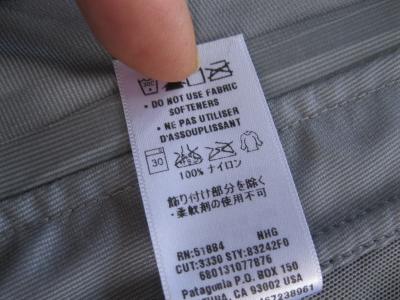 30C
• DO NOT USE FABRIC
SOFTENERS
• NE PAS UTILISER
D'ASSOUPLISSANT
30
100% ナイロン
飾り付け部分を除く
・柔軟剤の使用不可
RN:51884 NHG
CUT:3330 STY:83242F0
680131077876
Patagonia P.O. BOX 150
CA 93002 USA